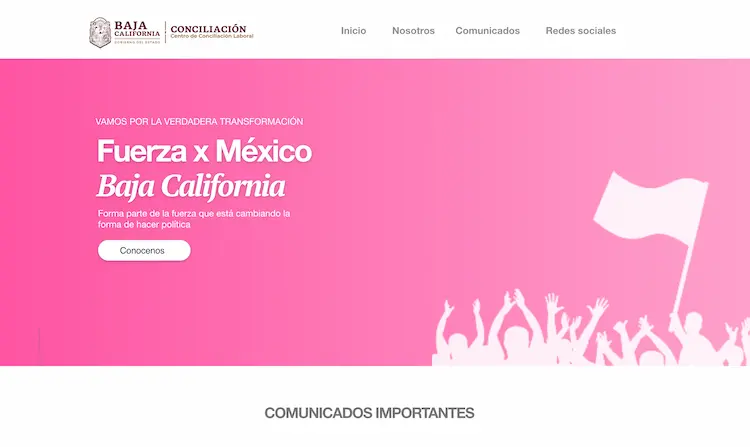 BAJA
CALIFORNIA
GOBIERNO DEL ESTADO
CONCILIACIÓN
Centro de Conciliación Laboral
Inicio
Nosotros
Comunicados
Redes sociales
VAMOS POR LA VERDADERA TRANSFORMACIÓN
Fuerza x México
Baja California
Forma parte de la fuerza que está cambiando la
forma de hacer política
Conocenos
COMUNICADOS IMPORTANTES